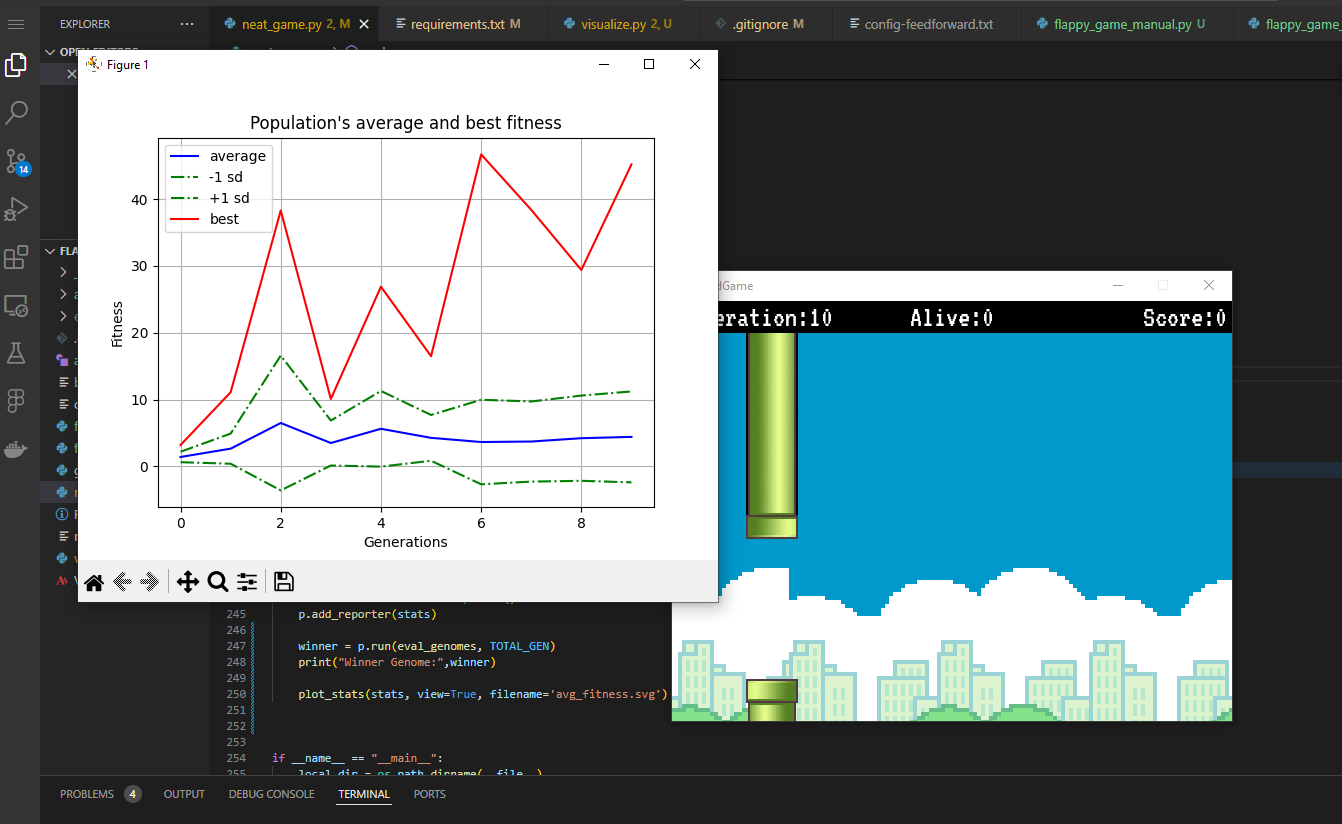 EXPLORER
neat_game.py 2, M
requirements.txt M
visualize.py 2, U
.gitignore M
config-feedforward.txt
flappy_game_manual.py U
flappy_game_
Figure 1
Population's average and best fitness
average
-1 sd
+1 sd
best
Fitness
40
30
20
10
0
0 2 4 6 8
Generations
14
FLA
dGame
eration:10 Alive:0 Score:0
245 p.add_reporter(stats)
246
247 winner = p.run(eval_genomes, TOTAL_GEN)
248 print("Winner Genome:",winner)
249
250 plot_stats(stats, view=True, filename='avg_fitness.svg')
251
252
253
254 if __name__ == "__main__":
255 local_dir = os.path.dirname(__file__)
PROBLEMS 4 OUTPUT DEBUG CONSOLE TERMINAL PORTS